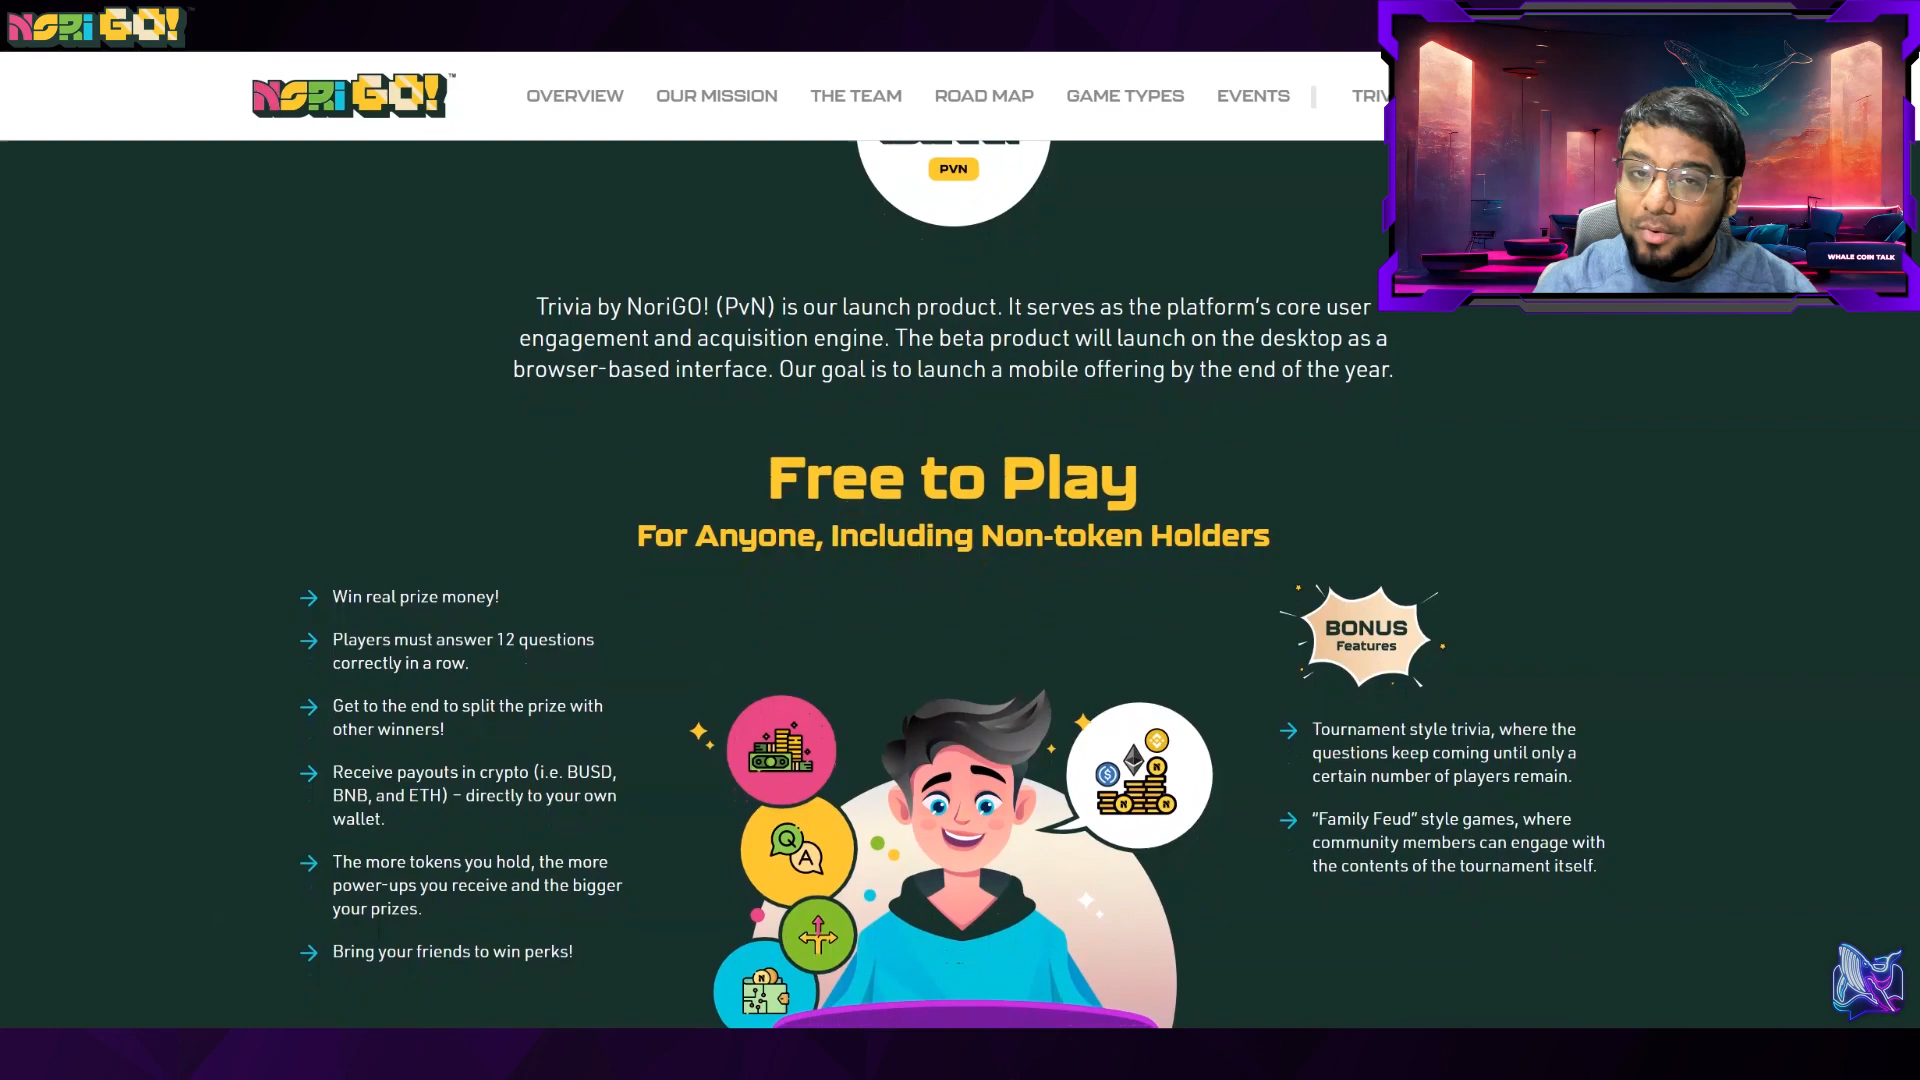 NORi GO!
NORi GO! ™
OVERVIEW
OUR MISSION
THE TEAM
ROAD MAP
GAME TYPES
EVENTS
TRIV
PVN
WHALE COIN TALK
Trivia by NoriGO! (PvN) is our launch product. It serves as the platform's core user
engagement and acquisition engine. The beta product will launch on the desktop as a
browser-based interface. Our goal is to launch a mobile offering by the end of the year.
Free to Play
For Anyone, Including Non-token Holders
Win real prize money!
Players must answer 12 questions
correctly in a row.
Get to the end to split the prize with
other winners!
Receive payouts in crypto (i.e. BUSD,
BNB, and ETH) – directly to your own
wallet.
The more tokens you hold, the more
power-ups you receive and the bigger
your prizes.
Bring your friends to win perks!
Q
A
N
N
N
N
BONUS
Features
Tournament style trivia, where the
questions keep coming until only a
certain number of players remain.
“Family Feud” style games, where
community members can engage with
the contents of the tournament itself.